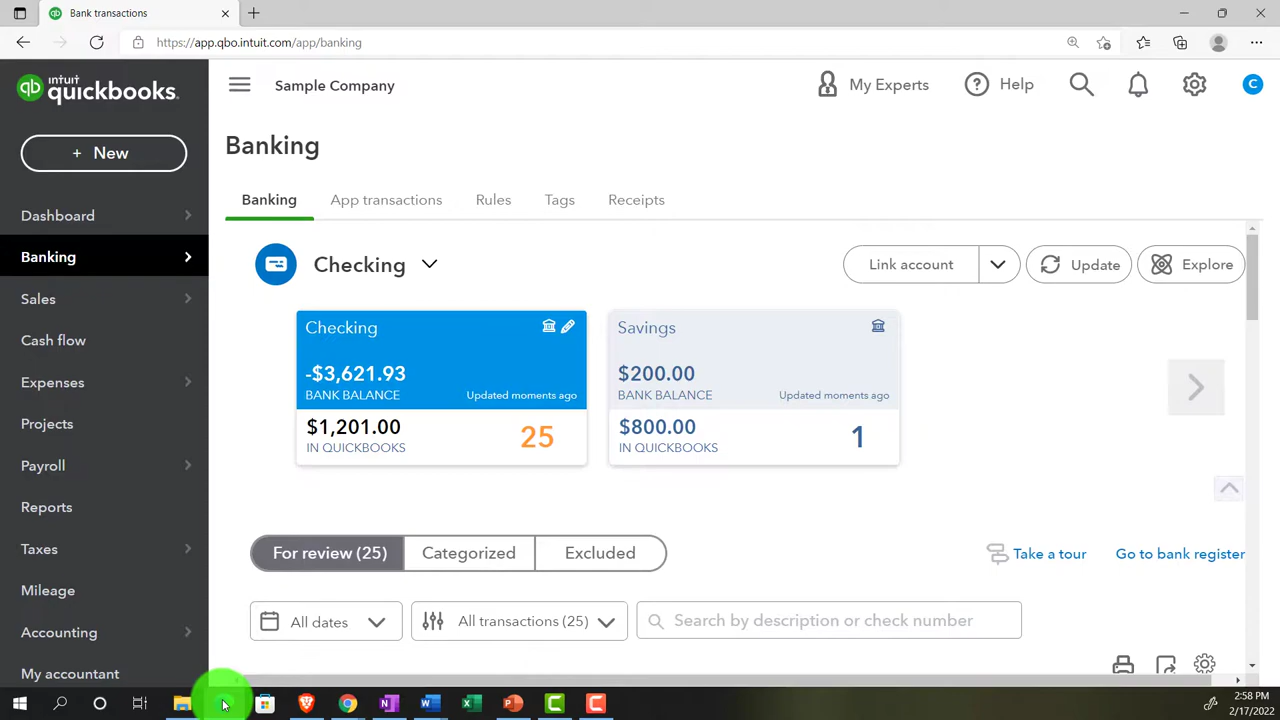 Bank transactions
https://app.qbo.intuit.com/app/banking
intuit
quickbooks.
Sample Company
My Experts
Help
C
+ New
Banking
Banking
App transactions
Rules
Tags
Receipts
Dashboard
Banking
Sales
Cash flow
Expenses
Projects
Payroll
Reports
Taxes
Mileage
Accounting
My accountant
Checking
Link account
Update
Explore
Checking
-$3,621.93
BANK BALANCE
Updated moments ago
$1,201.00
IN QUICKBOOKS
25
Savings
$200.00
BANK BALANCE
Updated moments ago
$800.00
IN QUICKBOOKS
1
For review (25)
Categorized
Excluded
Take a tour
Go to bank register
All dates
All transactions (25)
Search by description or check number
2:58 PM
2/17/2022